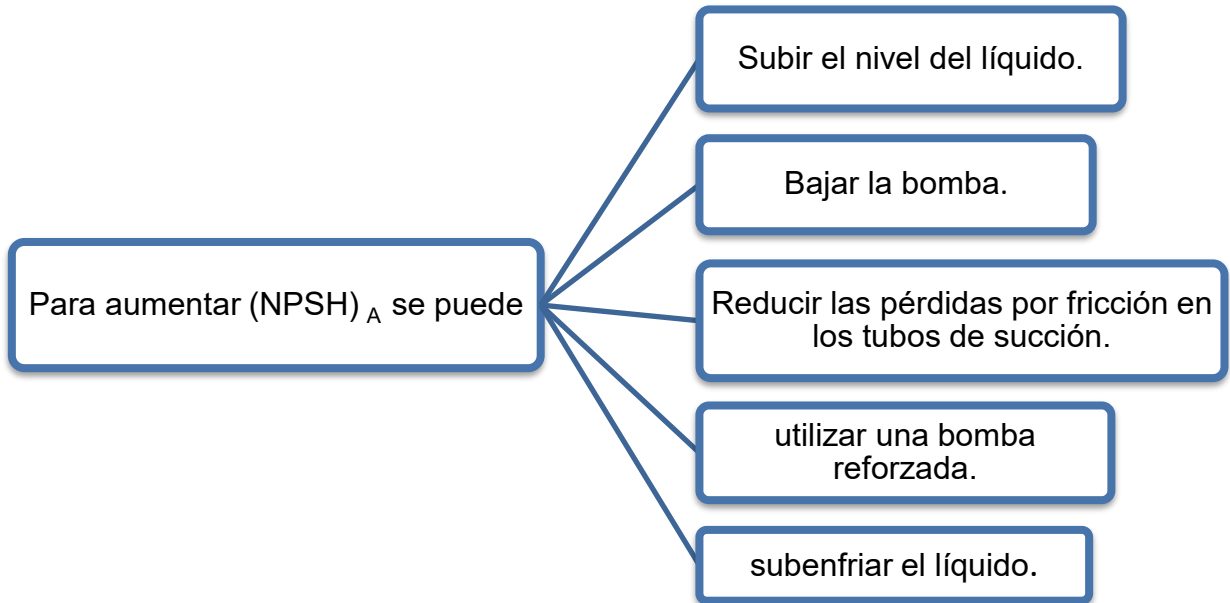 Para aumentar (NPSH) A se puede
Subir el nivel del líquido.
Bajar la bomba.
Reducir las pérdidas por fricción en
los tubos de succión.
utilizar una bomba
reforzada.
subenfriar el líquido.